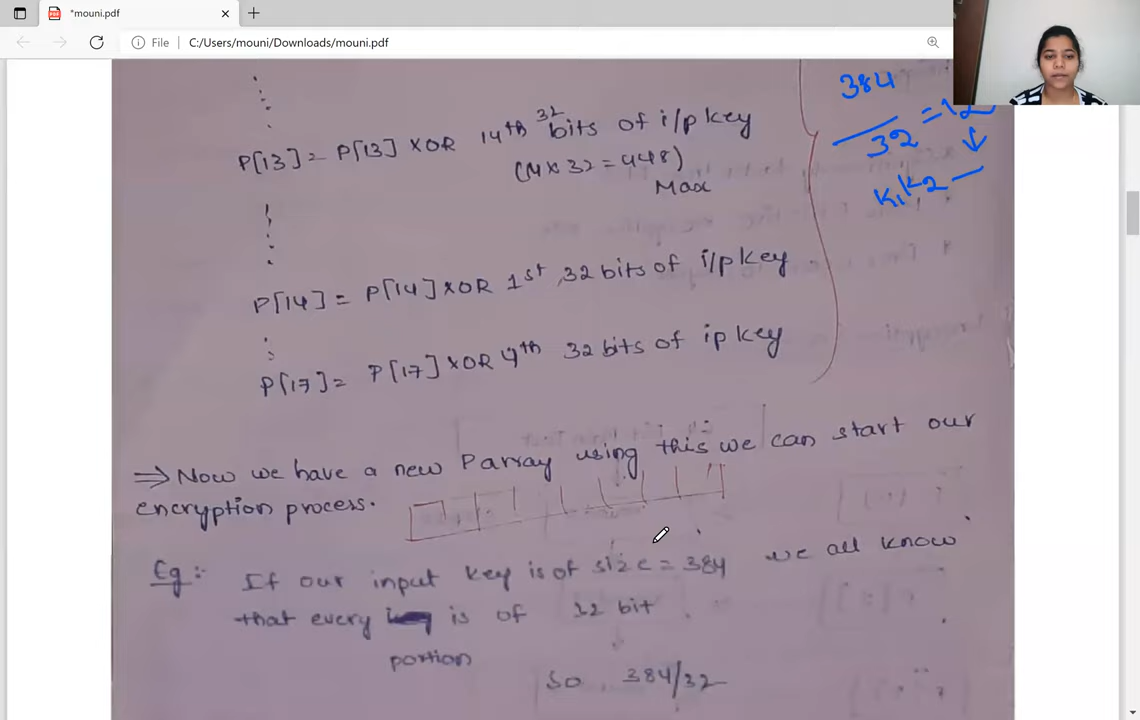 *mouni.pdf
File C:/Users/mouni/Downloads/mouni.pdf
384
32
= 12
K1 K2
P[13] = P[13] XOR 14th 32 bits of i/p key
(14 x 32 = 448)
Max
P[14] = P[14] XOR 1st 32 bits of i/p key
P[17] = P[17] XOR 4th 32 bits of ip key
⇒ Now we have a new Parray using this we can start our
encryption process.
Eg:- If our input key is of size = 384 we all know
that every is of 12 bit
portion
so 384/32